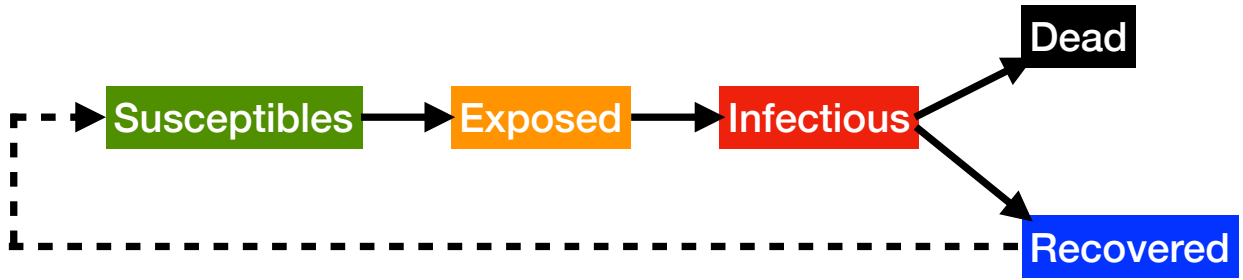 Dead
Susceptibles
Exposed
Infectious
Recovered